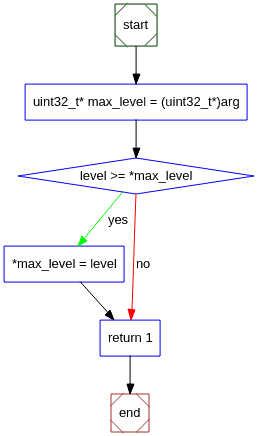 start
uint32_t* max_level = (uint32_t*)arg
level >= *max_level
yes
*max_level = level
no
return 1
end